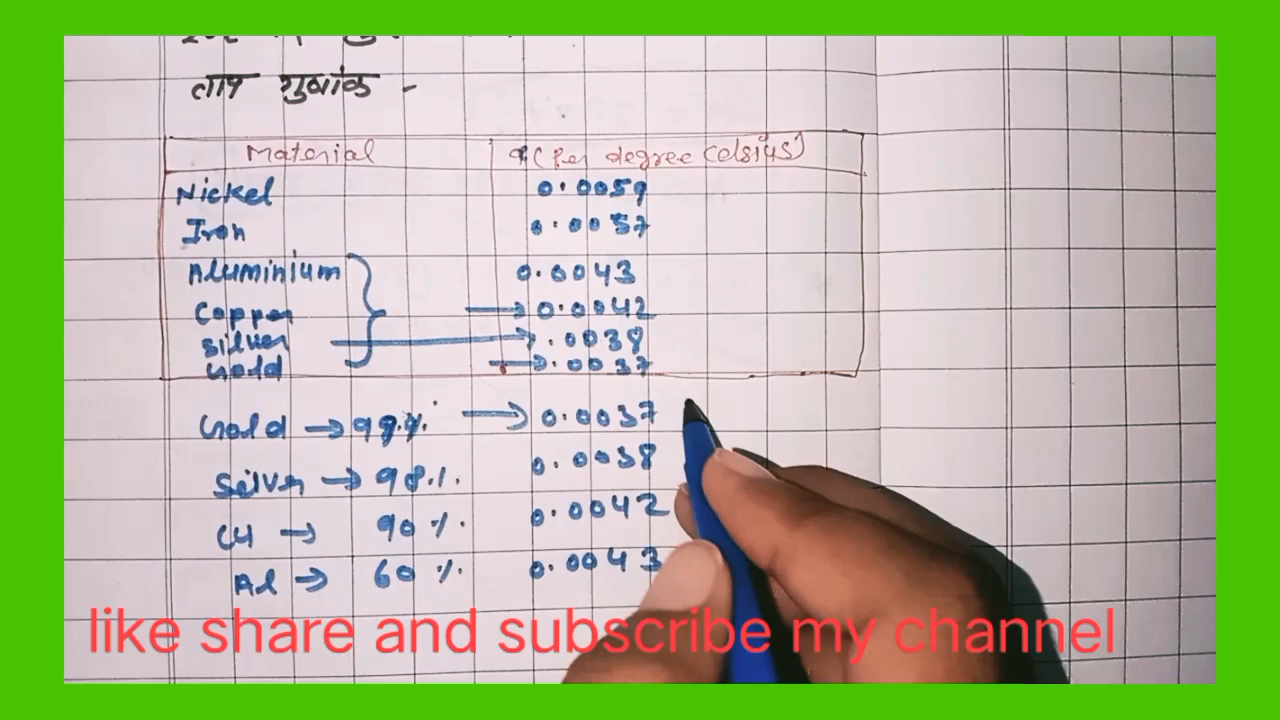 ताप गुणांक -
Material α (Per degree Celsius)
Nickel 0.0059
Iron 0.0057
Aluminium 0.0043
Copper → 0.0042
Silver → .0038
Gold → .0037
Gold → 99% → 0.0037
Silver → 98% 0.0038
Cu → 90% 0.0042
Al → 60% 0.0043
like share and subscribe my channel